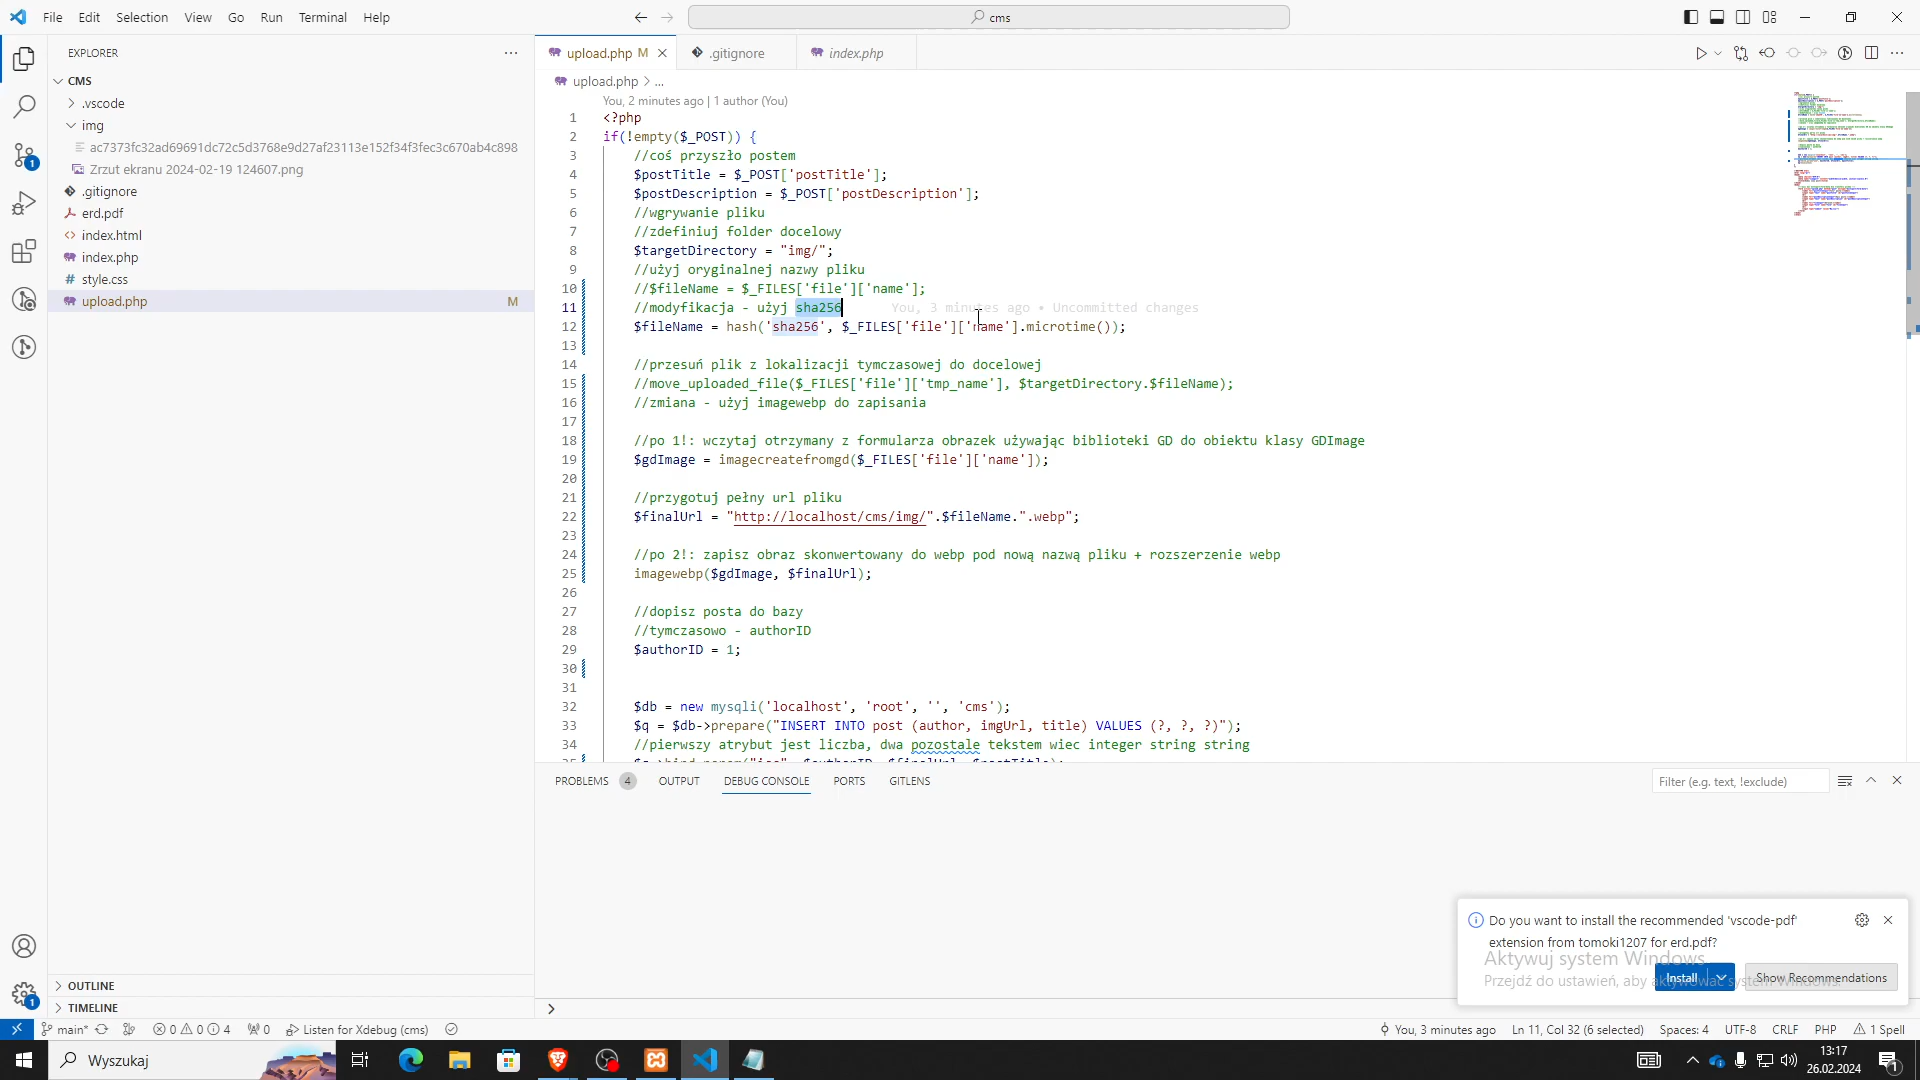 File Edit Selection View Go Run Terminal Help
cms
EXPLORER
CMS
.vscode
img
ac7373fc32ad69691dc72c5d3768e9d27af23113e152f34f3fec3c670ab4c898
Zrzut ekranu 2024-02-19 124607.png
.gitignore
erd.pdf
index.html
index.php
style.css
upload.php M
OUTLINE
TIMELINE
upload.php M
.gitignore
index.php
upload.php > ...
You, 2 minutes ago | 1 author (You)
1 <?php
2 if(!empty($_POST)) {
3 //coś przyszło postem
4 $postTitle = $_POST['postTitle'];
5 $postDescription = $_POST['postDescription'];
6 //wgrywanie pliku
7 //zdefiniuj folder docelowy
8 $targetDirectory = "img/";
9 //użyj oryginalnej nazwy pliku
10 //$fileName = $_FILES['file']['name'];
11 //modyfikacja - użyj sha256 You, 3 minutes ago • Uncommitted changes
12 $fileName = hash('sha256', $_FILES['file']['name'].microtime());
13
14 //przesuń plik z lokalizacji tymczasowej do docelowej
15 //move_uploaded_file($_FILES['file']['tmp_name'], $targetDirectory.$fileName);
16 //zmiana - użyj imagewebp do zapisania
17
18 //po 1!: wczytaj otrzymany z formularza obrazek używając biblioteki GD do obiektu klasy GDImage
19 $gdImage = imagecreatefromgd($_FILES['file']['name']);
20
21 //przygotuj pełny url pliku
22 $finalUrl = "http://localhost/cms/img/".$fileName.".webp";
23
24 //po 2!: zapisz obraz skonwertowany do webp pod nową nazwą pliku + rozszerzenie webp
25 imagewebp($gdImage, $finalUrl);
26
27 //dopisz posta do bazy
28 //tymczasowo - authorID
29 $authorID = 1;
30
31
32 $db = new mysqli('localhost', 'root', '', 'cms');
33 $q = $db->prepare("INSERT INTO post (author, imgUrl, title) VALUES (?, ?, ?)");
34 //pierwszy atrybut jest liczba, dwa pozostale tekstem wiec integer string string
PROBLEMS 4 OUTPUT DEBUG CONSOLE PORTS GITLENS
Filter (e.g. text, !exclude)
Do you want to install the recommended 'vscode-pdf'
extension from tomoki1207 for erd.pdf?
Install Show Recommendations
Aktywuj system Windows
Przejdź do ustawień, aby aktywować system Windows.
main* 0 0 4 0 Listen for Xdebug (cms)
You, 3 minutes ago Ln 11, Col 32 (6 selected) Spaces: 4 UTF-8 CRLF PHP 1 Spell
Wyszukaj
13:17
26.02.2024
1